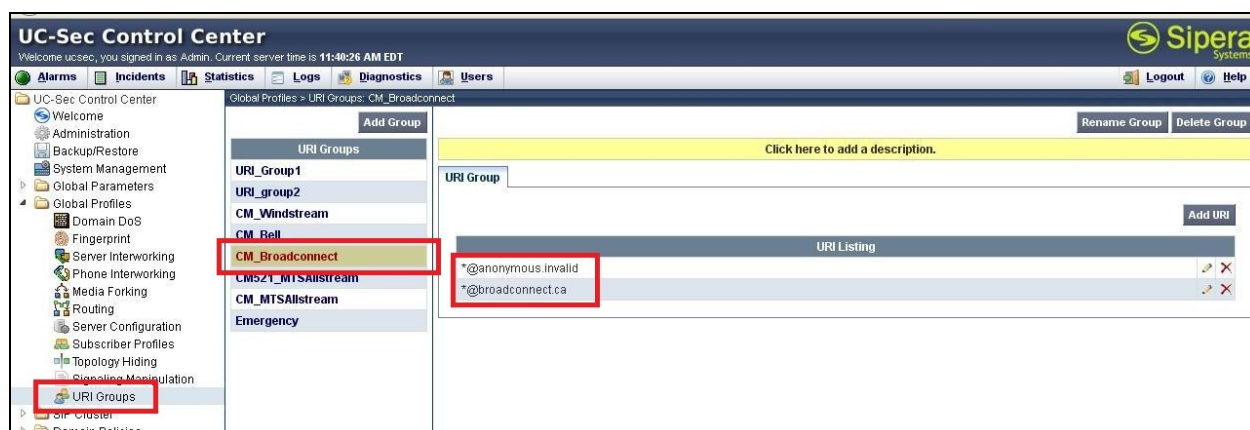 UC-Sec Control Center
Sipera
Systems
Welcome ucsec, you signed in as Admin. Current server time is 11:40:26 AM EDT
Alarms Incidents Statistics Logs Diagnostics Users Logout Help
UC-Sec Control Center
Welcome
Administration
Backup/Restore
System Management
Global Parameters
Global Profiles
Domain DoS
Fingerprint
Server Interworking
Phone Interworking
Media Forking
Routing
Server Configuration
Subscriber Profiles
Topology Hiding
Signaling Manipulation
URI Groups
SIP Cluster
Domain Policies
Global Profiles > URI Groups: CM_Broadconnect
Add Group
URI Groups
URI_Group1
URI_group2
CM_Windstream
CM_Bell
CM_Broadconnect
CM521_MTSAllstream
CM_MTSAllstream
Emergency
Rename Group Delete Group
Click here to add a description.
URI Group
Add URI
URI Listing
*@anonymous.invalid
*@broadconnect.ca